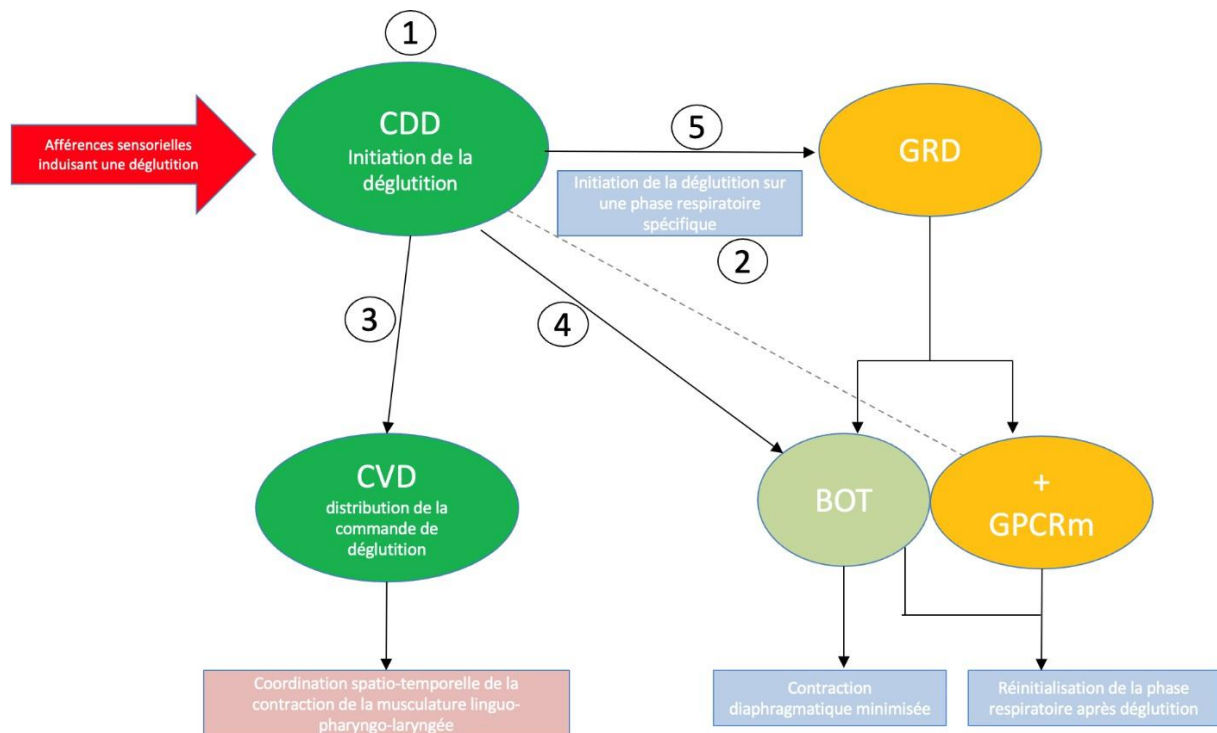 1
Afférences sensorielles
induisant une déglutition
CDD
Initiation de la
déglutition
5
Initiation de la déglutition sur
une phase respiratoire
spécifique
GRD
2
3
4
CVD
distribution de la
commande de
déglutition
BOT
+
GPCRm
Coordination spatio-temporelle de la
contraction de la musculature linguo-
pharyngo-laryngée
Contraction
diaphragmatique minimisée
Réinitialisation de la phase
respiratoire après déglutition